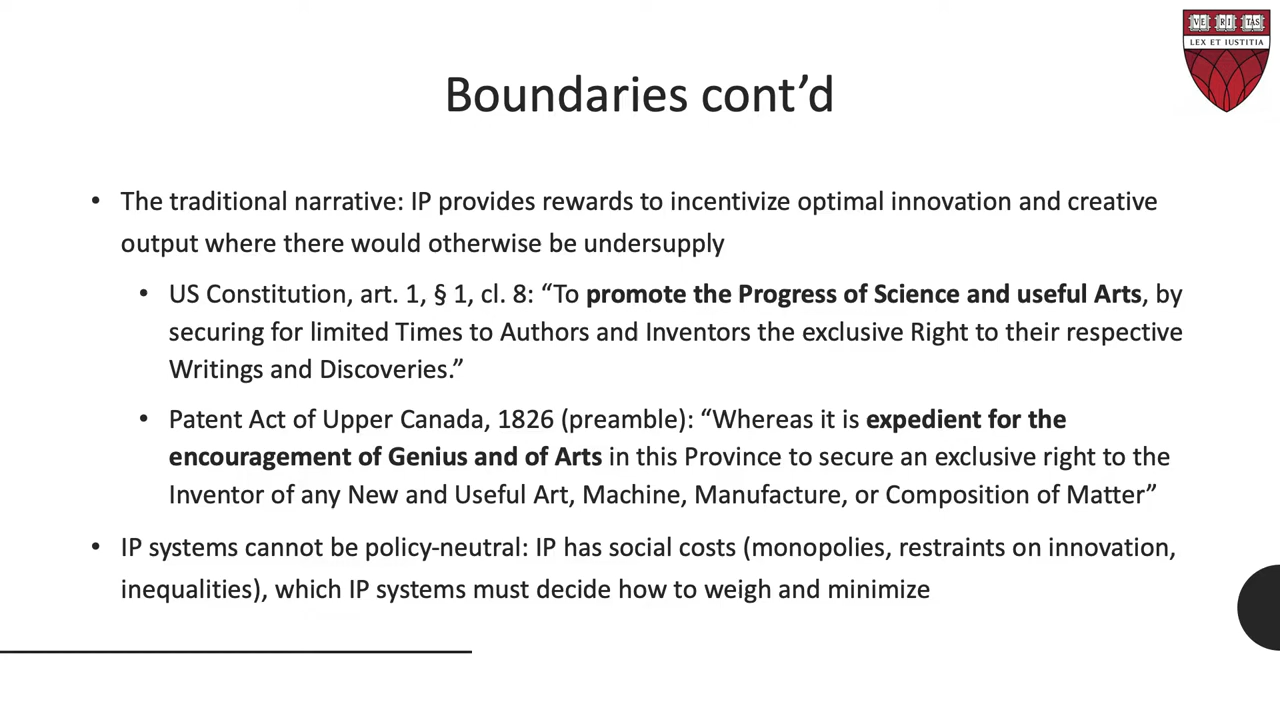 VE RI TAS
LEX ET IUSTITIA
Boundaries cont’d
• The traditional narrative: IP provides rewards to incentivize optimal innovation and creative
output where there would otherwise be undersupply
• US Constitution, art. 1, § 1, cl. 8: “To promote the Progress of Science and useful Arts, by
securing for limited Times to Authors and Inventors the exclusive Right to their respective
Writings and Discoveries.”
• Patent Act of Upper Canada, 1826 (preamble): “Whereas it is expedient for the
encouragement of Genius and of Arts in this Province to secure an exclusive right to the
Inventor of any New and Useful Art, Machine, Manufacture, or Composition of Matter”
• IP systems cannot be policy-neutral: IP has social costs (monopolies, restraints on innovation,
inequalities), which IP systems must decide how to weigh and minimize